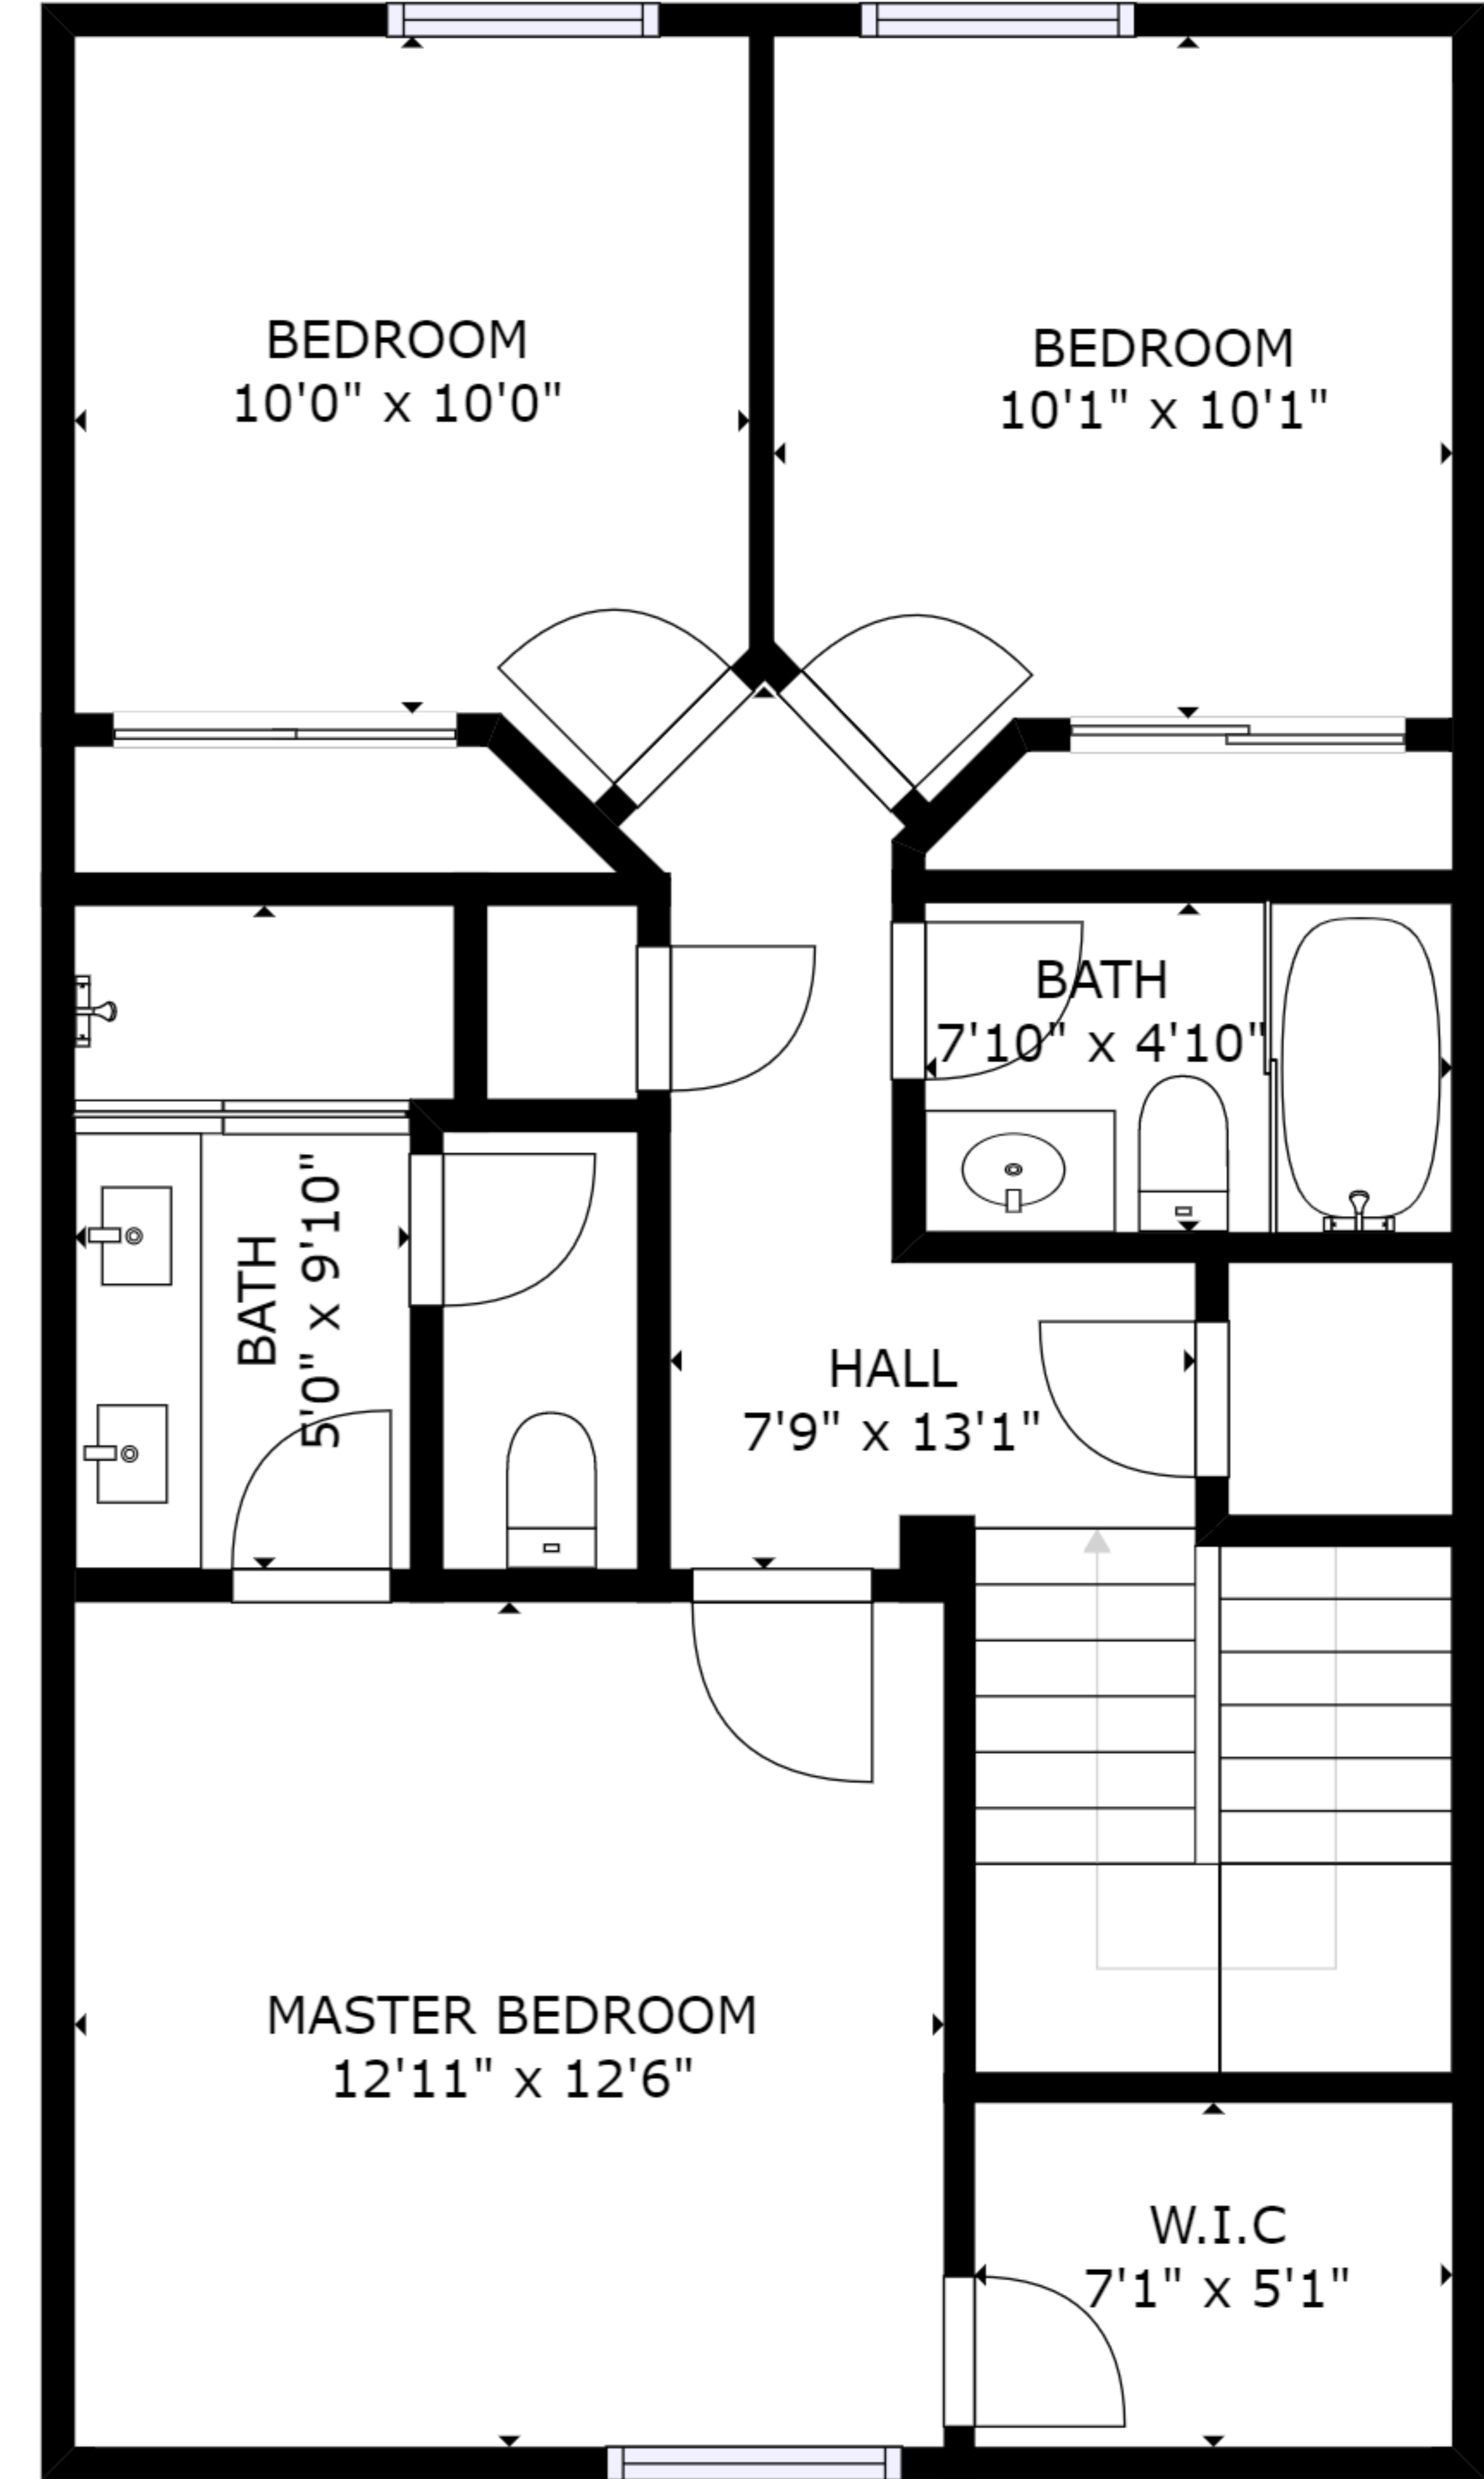 BEDROOM
10'0" x 10'0"
BEDROOM
10'1" x 10'1"
BATH
7'10" x 4'10"
BATH
5'0" x 9'10"
HALL
7'9" x 13'1"
MASTER BEDROOM
12'11" x 12'6"
W.I.C
7'1" x 5'1"